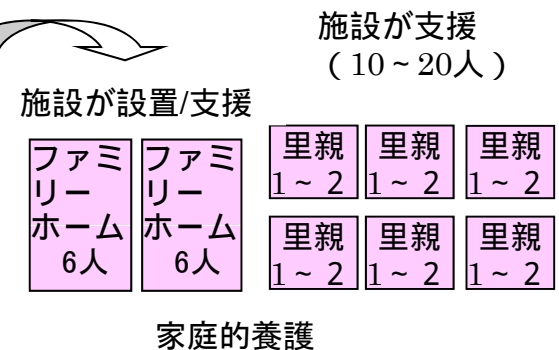 施設が支援
（10～20人）
施設が設置/支援
ファミ
リー
ホーム
6人
ファミ
リー
ホーム
6人
里親
1～2
里親
1～2
里親
1～2
里親
1～2
里親
1～2
里親
1～2
家庭的養護